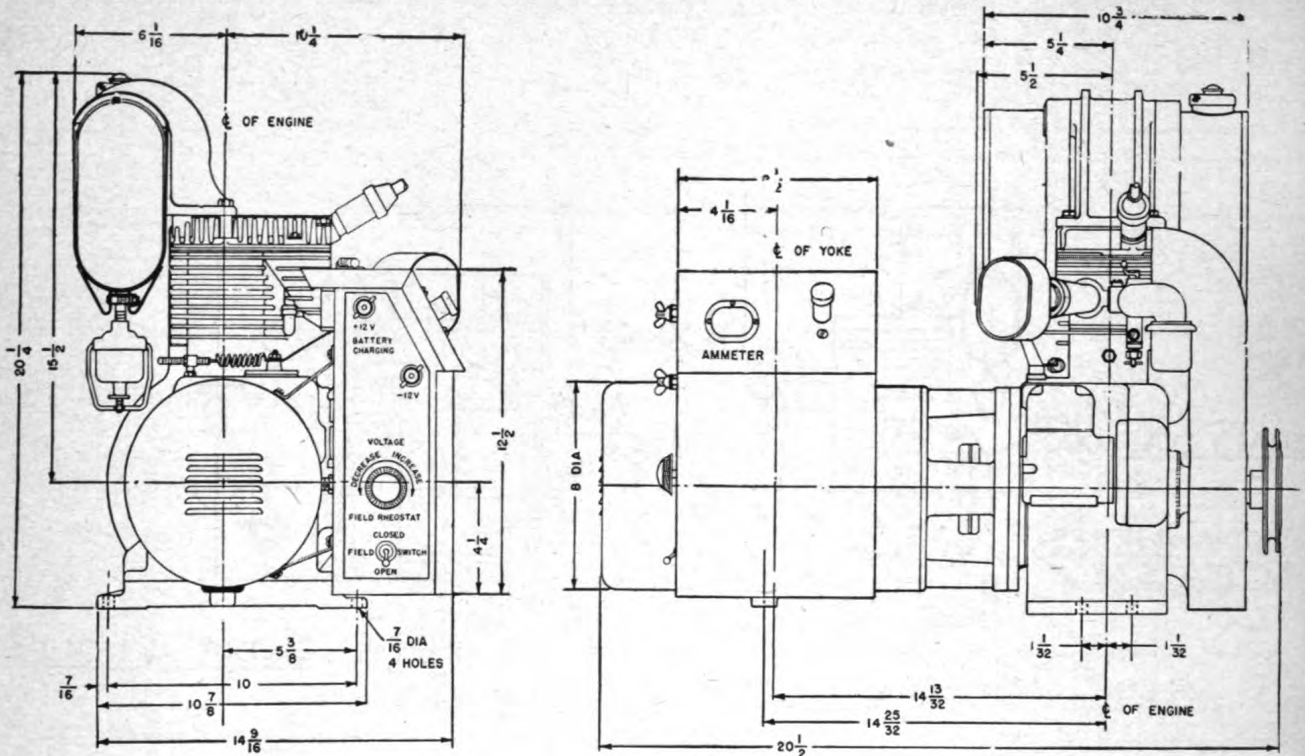 6 1/16
10 1/4
℄ OF ENGINE
20 1/4
15 1/2
+12 V
BATTERY
CHARGING
−12V
VOLTAGE
DECREASE INCREASE
FIELD RHEOSTAT
CLOSED
FIELD SWITCH
OPEN
12 1/2
4 1/4
7/16 DIA
4 HOLES
5 3/8
7/16
10
10 7/8
14 9/16
10 3/4
5 1/4
5 1/2
1/2
4 1/16
℄ OF YOKE
AMMETER
8 DIA
1 1/32
1 1/32
14 13/32
℄ OF ENGINE
14 25/32
20 1/2